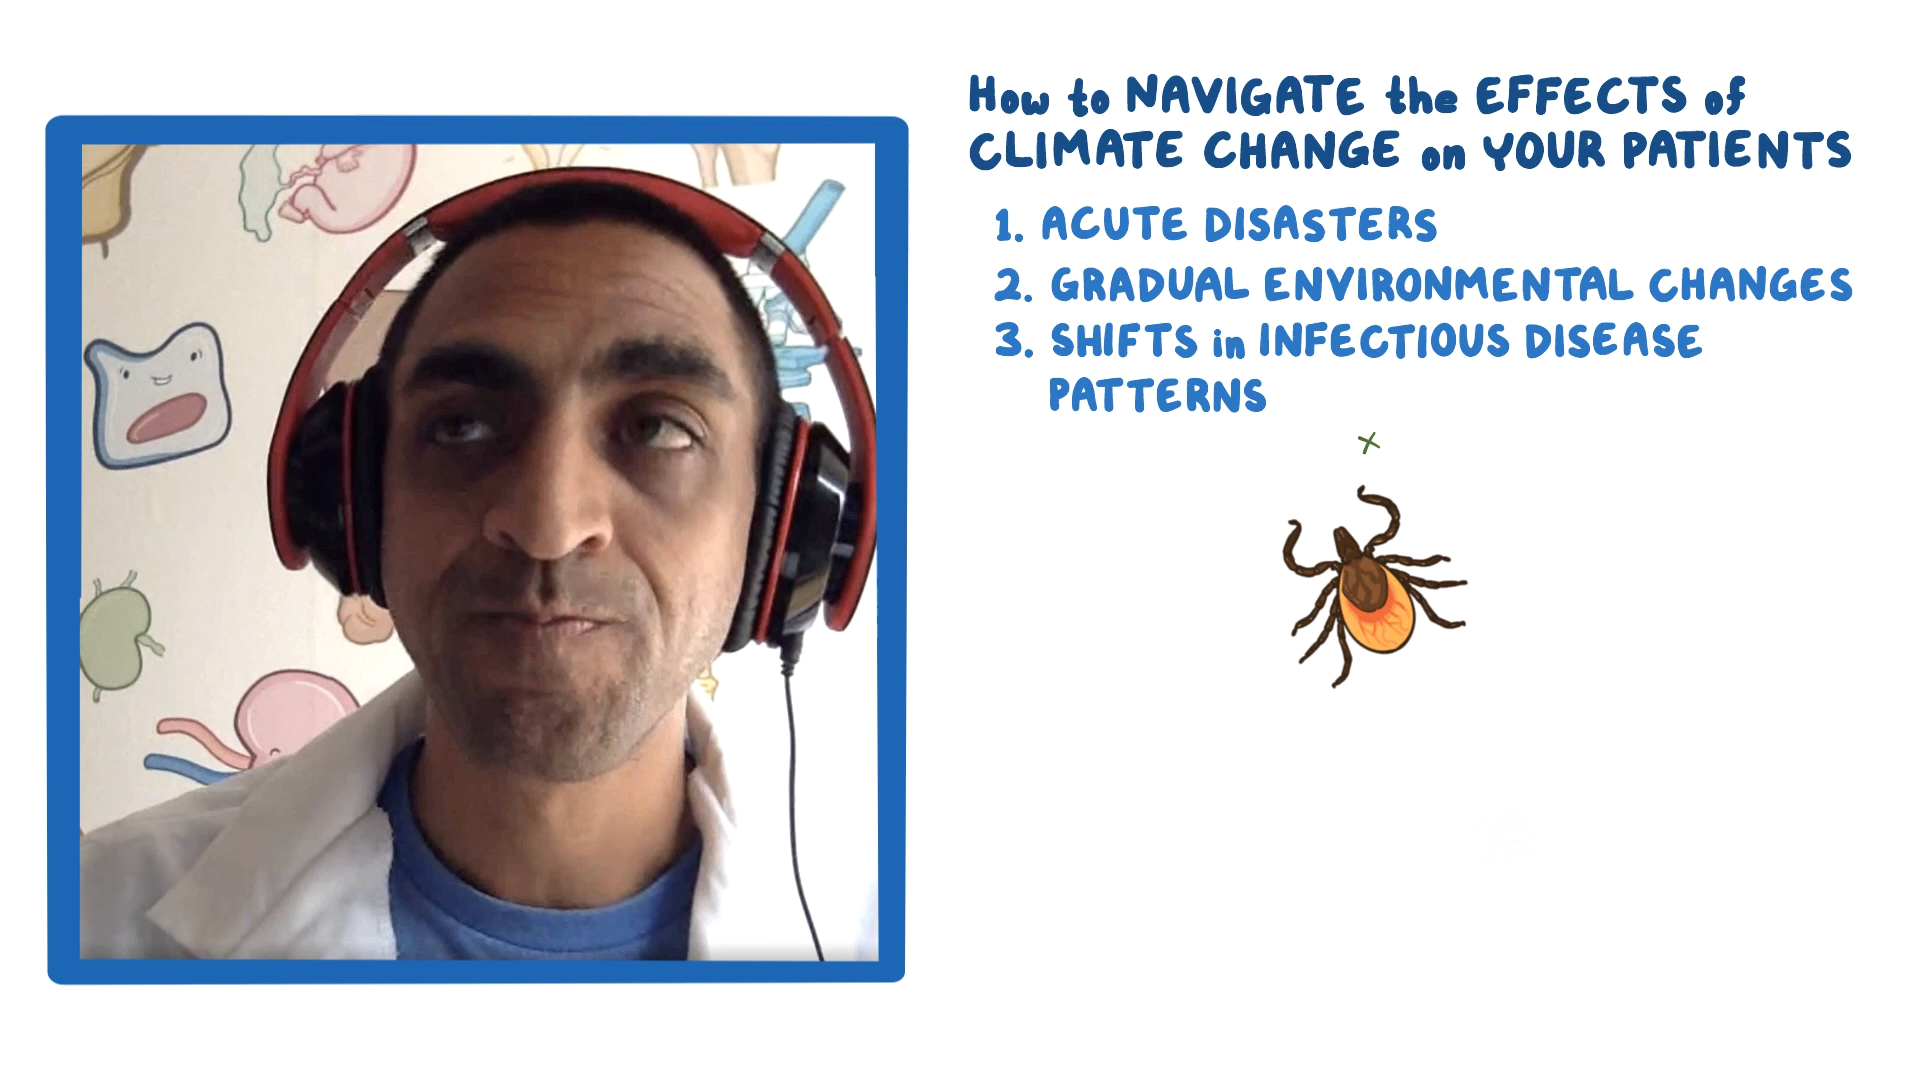 How to NAVIGATE the EFFECTS of
CLIMATE CHANGE on YOUR PATIENTS
1. ACUTE DISASTERS
2. GRADUAL ENVIRONMENTAL CHANGES
3. SHIFTS in INFECTIOUS DISEASE
PATTERNS